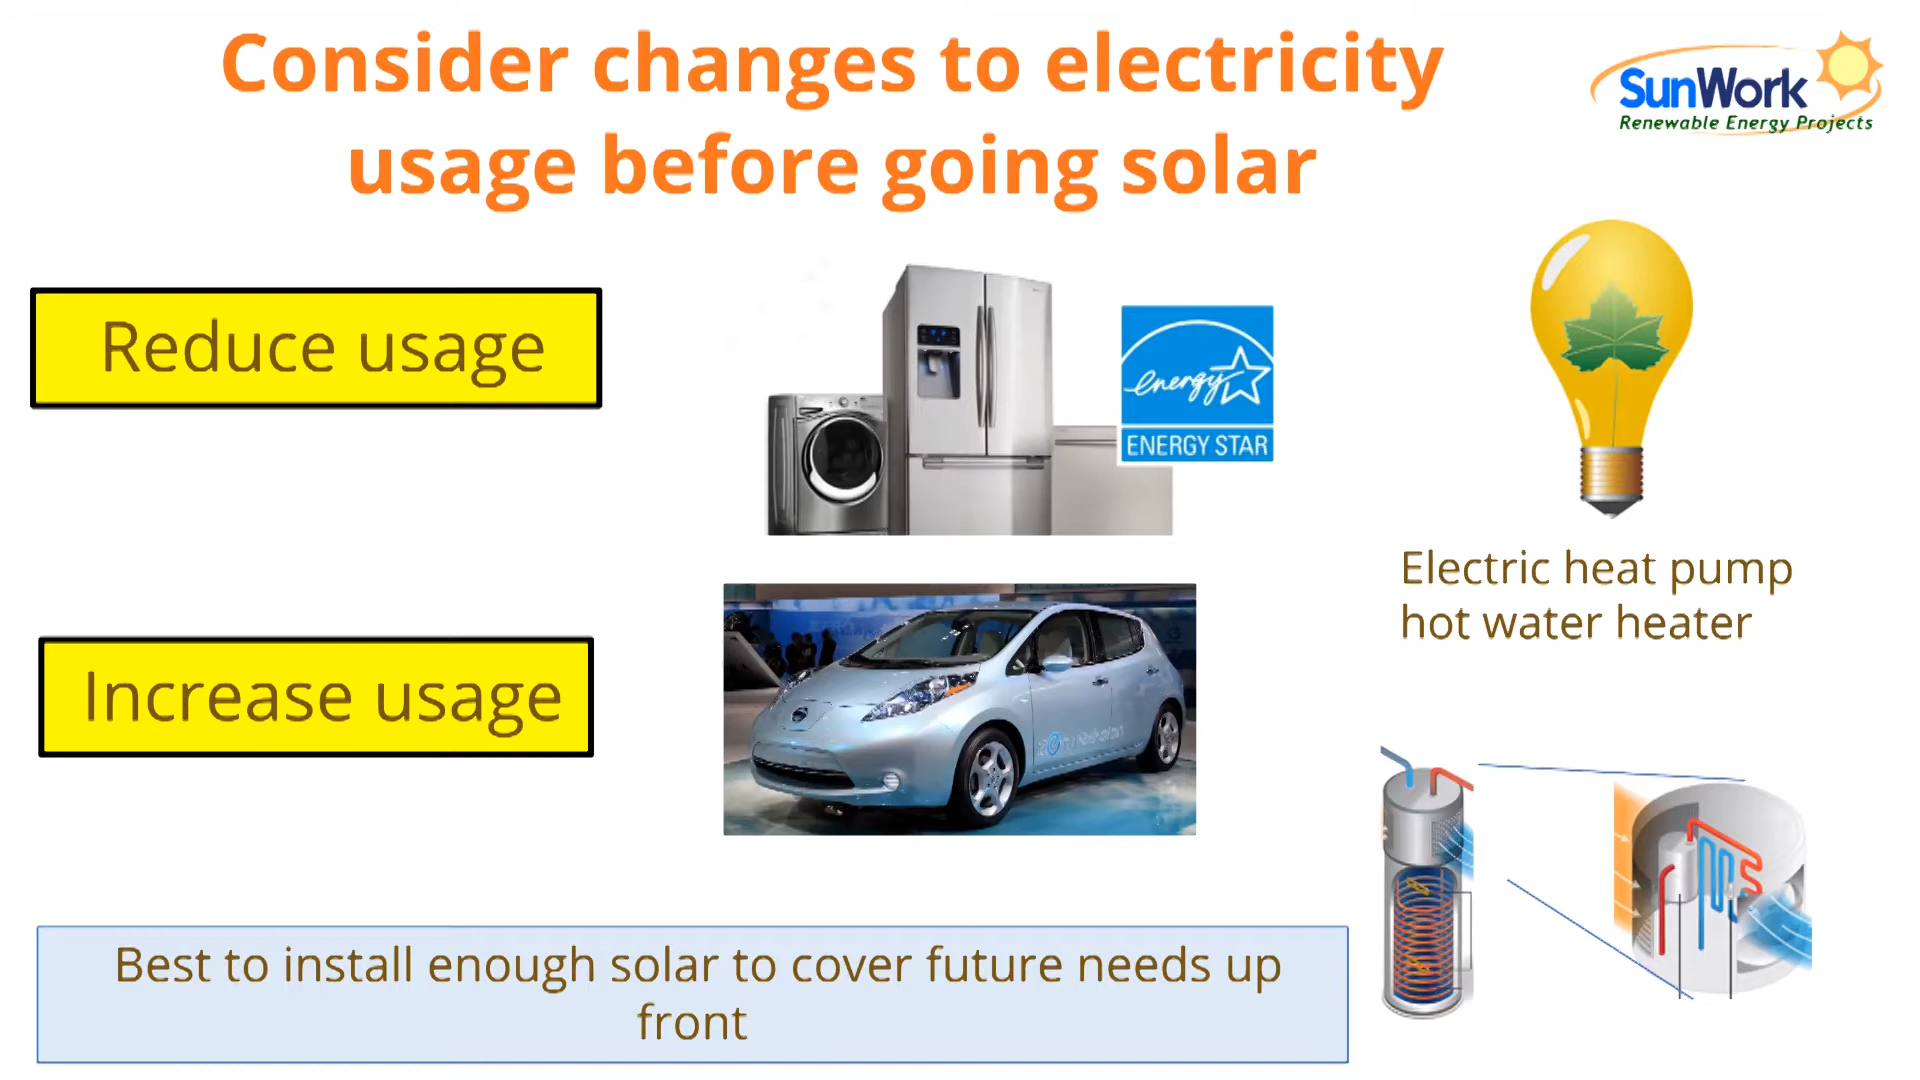 Consider changes to electricity
usage before going solar
SunWork
Renewable Energy Projects
Reduce usage
energy
ENERGY STAR
Electric heat pump
hot water heater
Increase usage
Best to install enough solar to cover future needs up
front